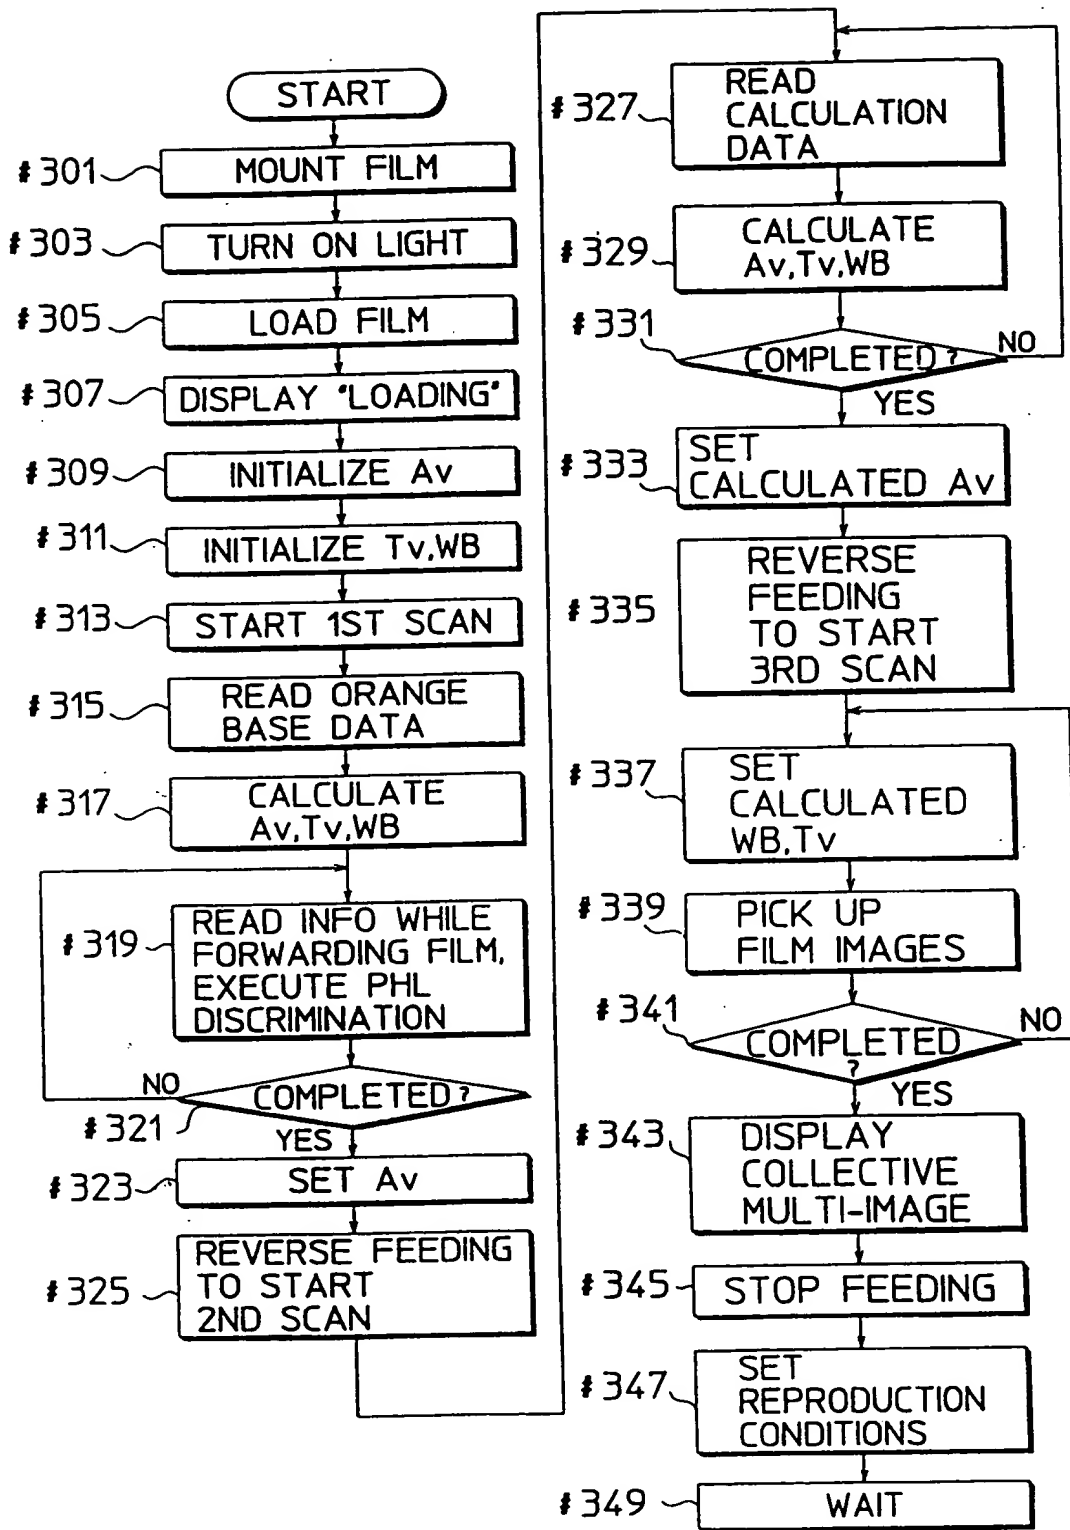 START
#301
MOUNT FILM
#303
TURN ON LIGHT
#305
LOAD FILM
#307
DISPLAY "LOADING"
#309
INITIALIZE Av
#311
INITIALIZE Tv,WB
#313
START 1ST SCAN
#315
READ ORANGE
BASE DATA
#317
CALCULATE
Av,Tv,WB
#319
READ INFO WHILE
FORWARDING FILM,
EXECUTE PHL
DISCRIMINATION
NO
COMPLETED?
#321
YES
#323
SET Av
#325
REVERSE FEEDING
TO START
2ND SCAN
#327
READ
CALCULATION
DATA
#329
CALCULATE
Av,Tv,WB
#331
COMPLETED?
NO
YES
#333
SET
CALCULATED Av
#335
REVERSE
FEEDING
TO START
3RD SCAN
#337
SET
CALCULATED
WB,Tv
#339
PICK UP
FILM IMAGES
#341
COMPLETED
?
NO
YES
#343
DISPLAY
COLLECTIVE
MULTI-IMAGE
#345
STOP FEEDING
#347
SET
REPRODUCTION
CONDITIONS
#349
WAIT